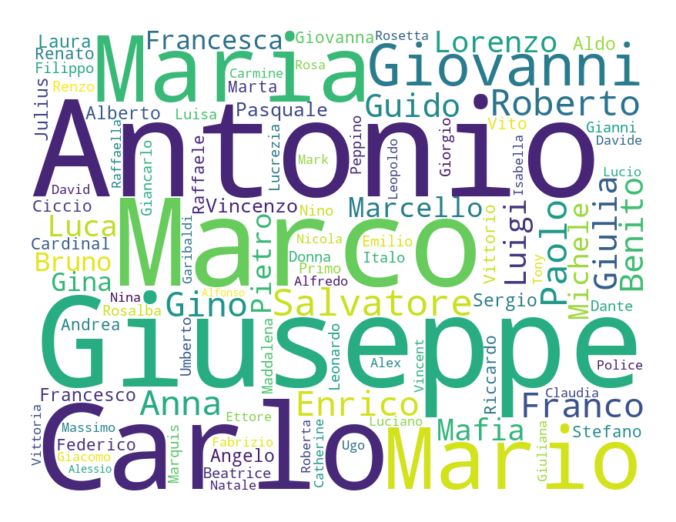 Laura
Francesca
Giovanna
Rosetta
Lorenzo
Aldo
Renato
Maria
Giovanni
Filippo
Carmine
Rosa
Renzo
Marta
Julius
Alberto
Luisa
Pasquale
Guido
Roberto
Antonio
Vito
Gianni
Davide
Raffaella
Giancarlo
Raffaele
Lucrezia
Mark
Peppino
Leopoldo
Giorgio
Isabella
Lucio
David
Ciccio
Vincenzo
Nino
Marcello
Luigi
Paolo
Michele
Giulia
Benito
Luca
Marco
Cardinal
Garibaldi
Pietro
Nicola
Emilio
Vittorio
Tony
Bruno
Donna
Italo
Gina
Primo
Alfredo
Nina
Alfonso
Gino
Salvatore
Sergio
Dante
Rosalba
Andrea
Giuseppe
Umberto
Maddalena
Leonardo
Alex
Vincent
Riccardo
Police
Francesco
Anna
Enrico
Franco
Claudia
Vittoria
Massimo
Carlo
Ettore
Luciano
Mario
Mafia
Stefano
Federico
Fabrizio
Giacomo
Angelo
Alessio
Marquis
Beatrice
Natale
Roberta
Catherine
Ugo
Giuliana